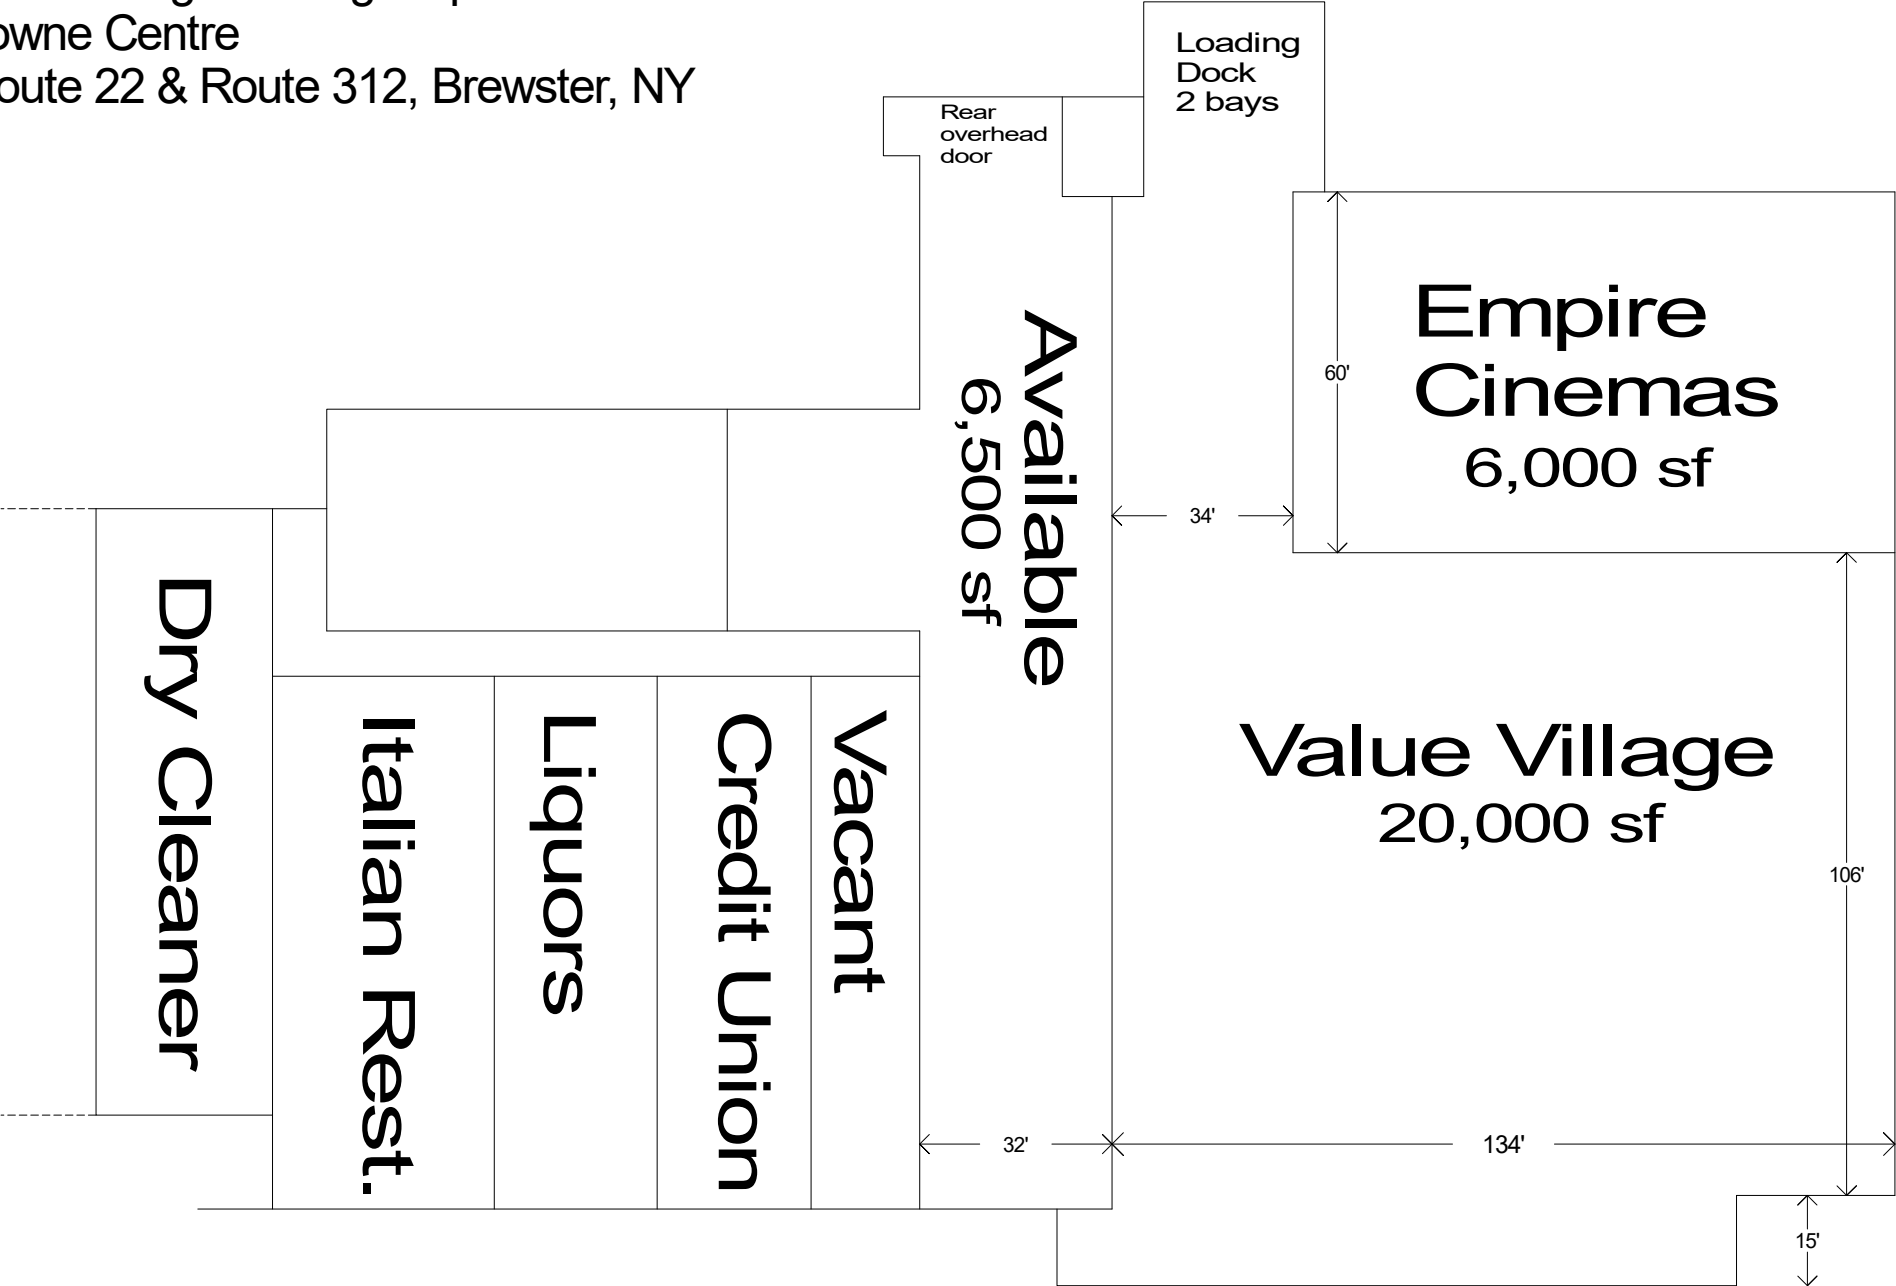 owne Centre
oute 22 & Route 312, Brewster, NY
Loading
Dock
2 bays
Rear
overhead
door
Empire
Cinemas
6,000 sf
60'
34'
Available
6,500 sf
Value Village
20,000 sf
106'
Dry Cleaner
Italian Rest.
Liquors
Credit Union
Vacant
32'
134'
15'